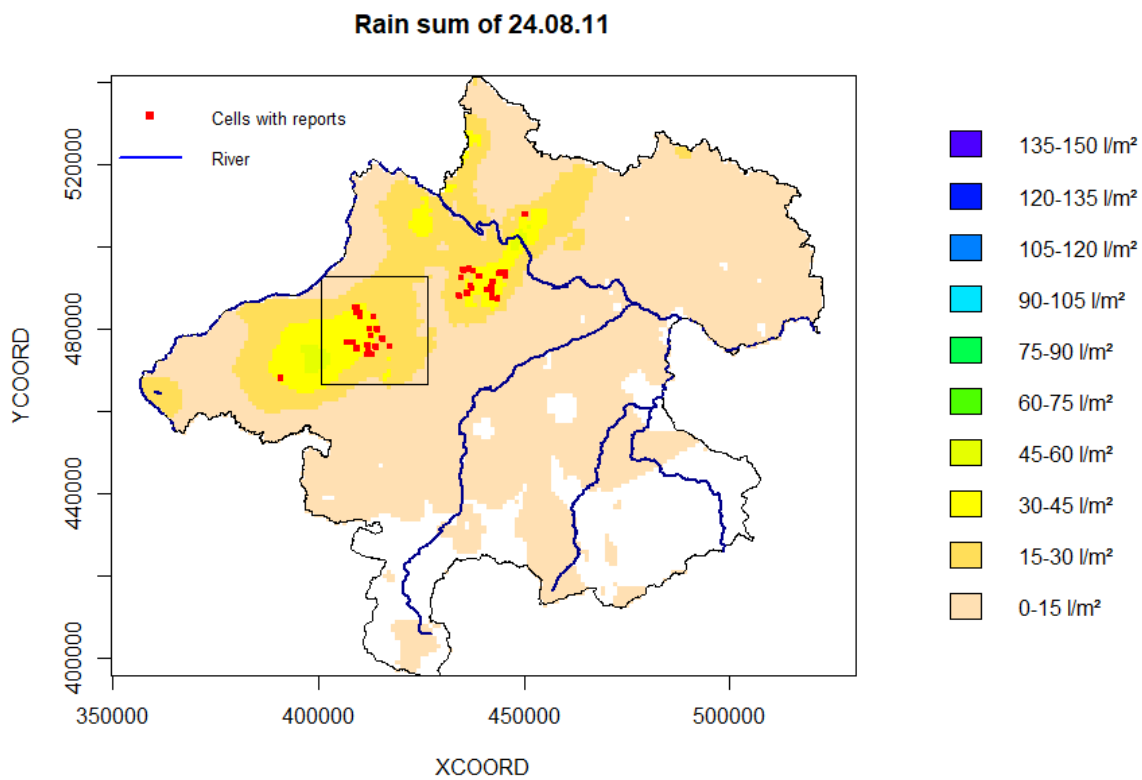 Rain sum of 24.08.11
Cells with reports
River
YCOORD
520000
480000
440000
400000
350000
400000
450000
500000
XCOORD
135-150 l/m²
120-135 l/m²
105-120 l/m²
90-105 l/m²
75-90 l/m²
60-75 l/m²
45-60 l/m²
30-45 l/m²
15-30 l/m²
0-15 l/m²